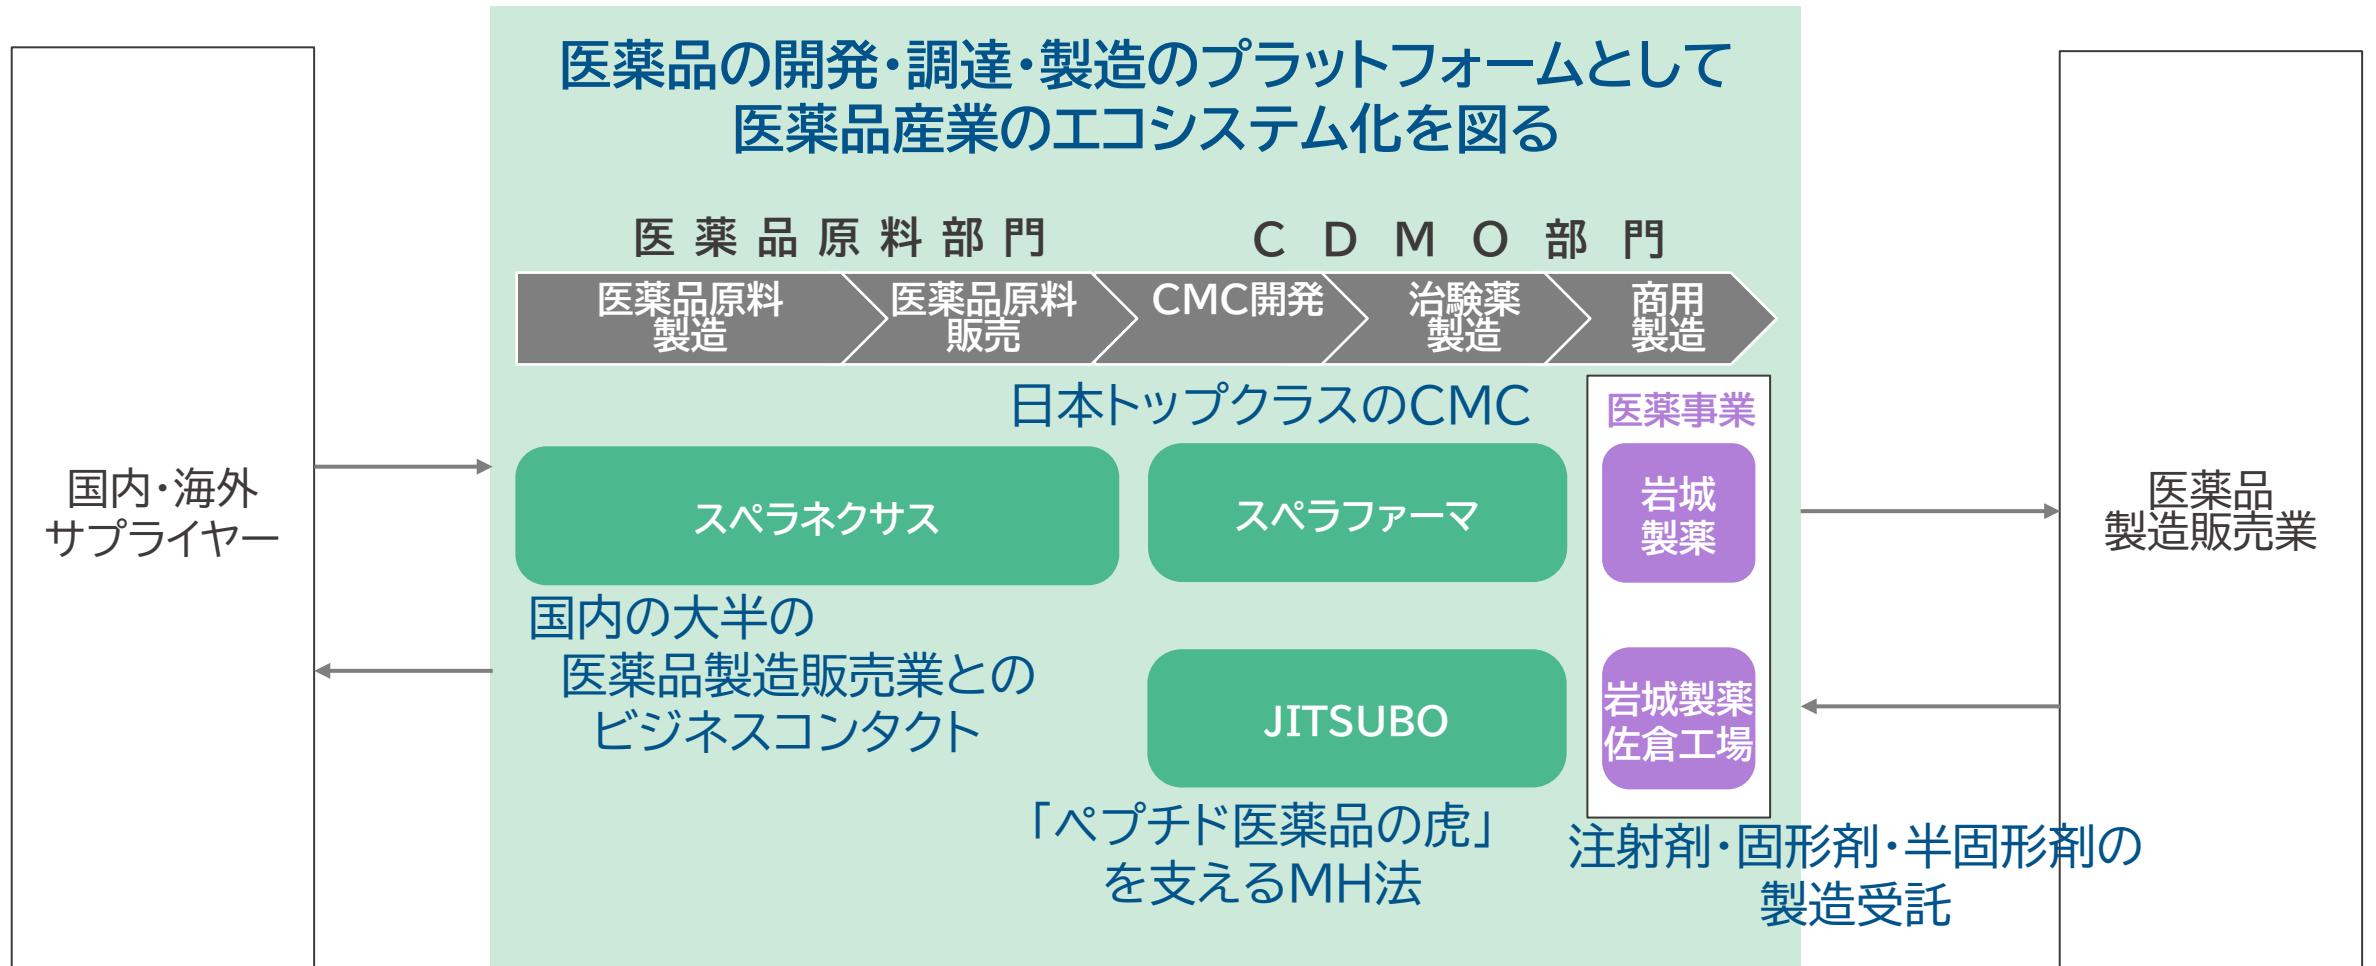 医薬品の開発・調達・製造のプラットフォームとして
医薬品産業のエコシステム化を図る
医薬品原料部門
CDMO部門
医薬品原料
製造
医薬品原料
販売
CMC開発
治験薬
製造
商用
製造
日本トップクラスのCMC
医薬事業
国内・海外
サプライヤー
スペラネクサス
スペラファーマ
岩城
製薬
医薬品
製造販売業
国内の大半の
医薬品製造販売業との
ビジネスコンタクト
JITSUBO
岩城製薬
佐倉工場
「ペプチド医薬品の虎」
を支えるMH法
注射剤・固形剤・半固形剤の
製造受託